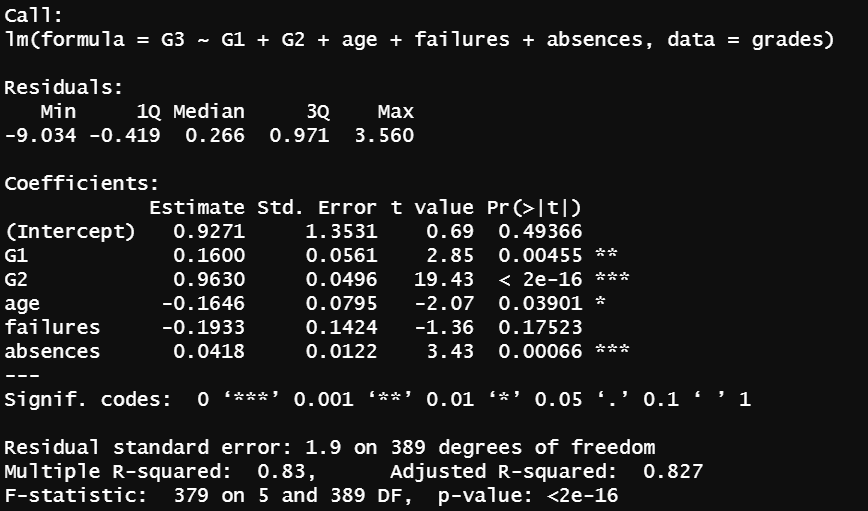 Call:
lm(formula = G3 ~ G1 + G2 + age + failures + absences, data = grades)
Residuals:
   Min     1Q Median     3Q    Max
-9.034 -0.419  0.266  0.971  3.560
Coefficients:
            Estimate Std. Error t value Pr(>|t|)
(Intercept)   0.9271     1.3531    0.69  0.49366
G1            0.1600     0.0561    2.85  0.00455 **
G2            0.9630     0.0496   19.43  < 2e-16 ***
age          -0.1646     0.0795   -2.07  0.03901 *
failures     -0.1933     0.1424   -1.36  0.17523
absences      0.0418     0.0122    3.43  0.00066 ***
---
Signif. codes:  0 ‘***’ 0.001 ‘**’ 0.01 ‘*’ 0.05 ‘.’ 0.1 ‘ ’ 1
Residual standard error: 1.9 on 389 degrees of freedom
Multiple R-squared:  0.83,	Adjusted R-squared:  0.827
F-statistic:  379 on 5 and 389 DF,  p-value: <2e-16